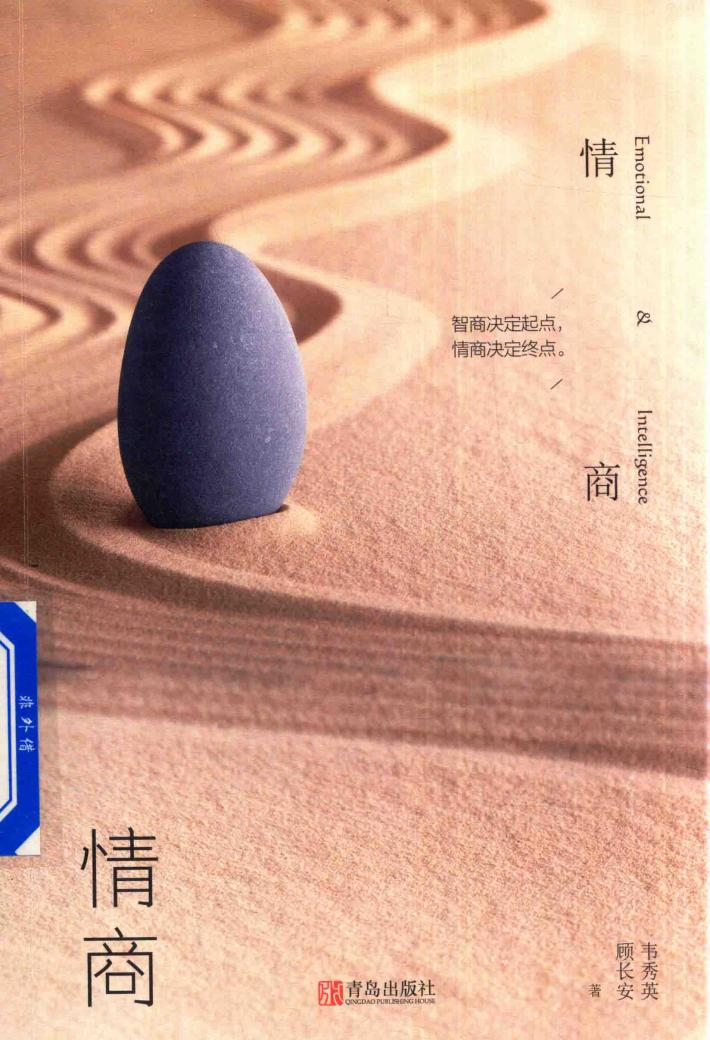 情商
Emotional & Intelligence
智商决定起点，
情商决定终点。
非外借
情商
韦秀英
顾长安
著
青岛出版社
QINGDAO PUBLISHING HOUSE